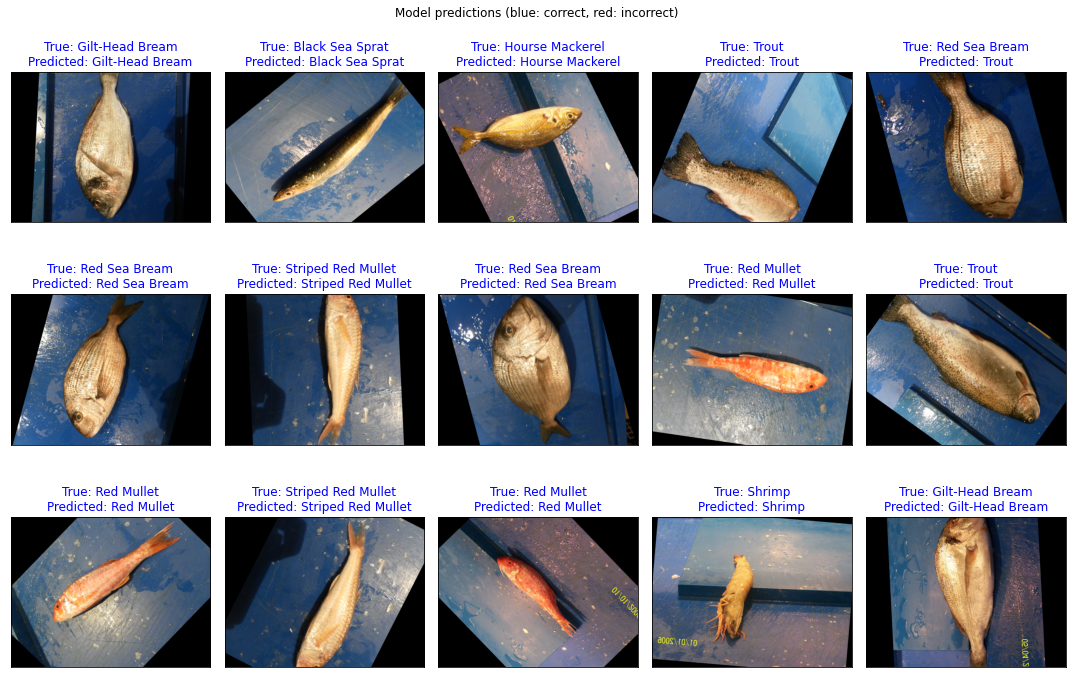 Model predictions (blue: correct, red: incorrect)
True: Gilt-Head Bream
Predicted: Gilt-Head Bream
True: Black Sea Sprat
Predicted: Black Sea Sprat
True: Hourse Mackerel
Predicted: Hourse Mackerel
True: Trout
Predicted: Trout
True: Red Sea Bream
Predicted: Trout
True: Red Sea Bream
Predicted: Red Sea Bream
True: Striped Red Mullet
Predicted: Striped Red Mullet
True: Red Sea Bream
Predicted: Red Sea Bream
True: Red Mullet
Predicted: Red Mullet
True: Trout
Predicted: Trout
True: Red Mullet
Predicted: Red Mullet
True: Striped Red Mullet
Predicted: Striped Red Mullet
True: Red Mullet
Predicted: Red Mullet
True: Shrimp
Predicted: Shrimp
True: Gilt-Head Bream
Predicted: Gilt-Head Bream
01/01/2006